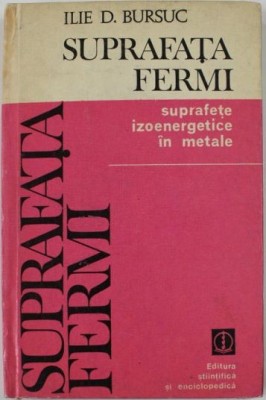 ILIE D. BURSUC
SUPRAFAȚA
FERMI
suprafețe
izoenergetice
în metale
SUPRAFAȚA
FERMI
Editura
științifică
și enciclopedică